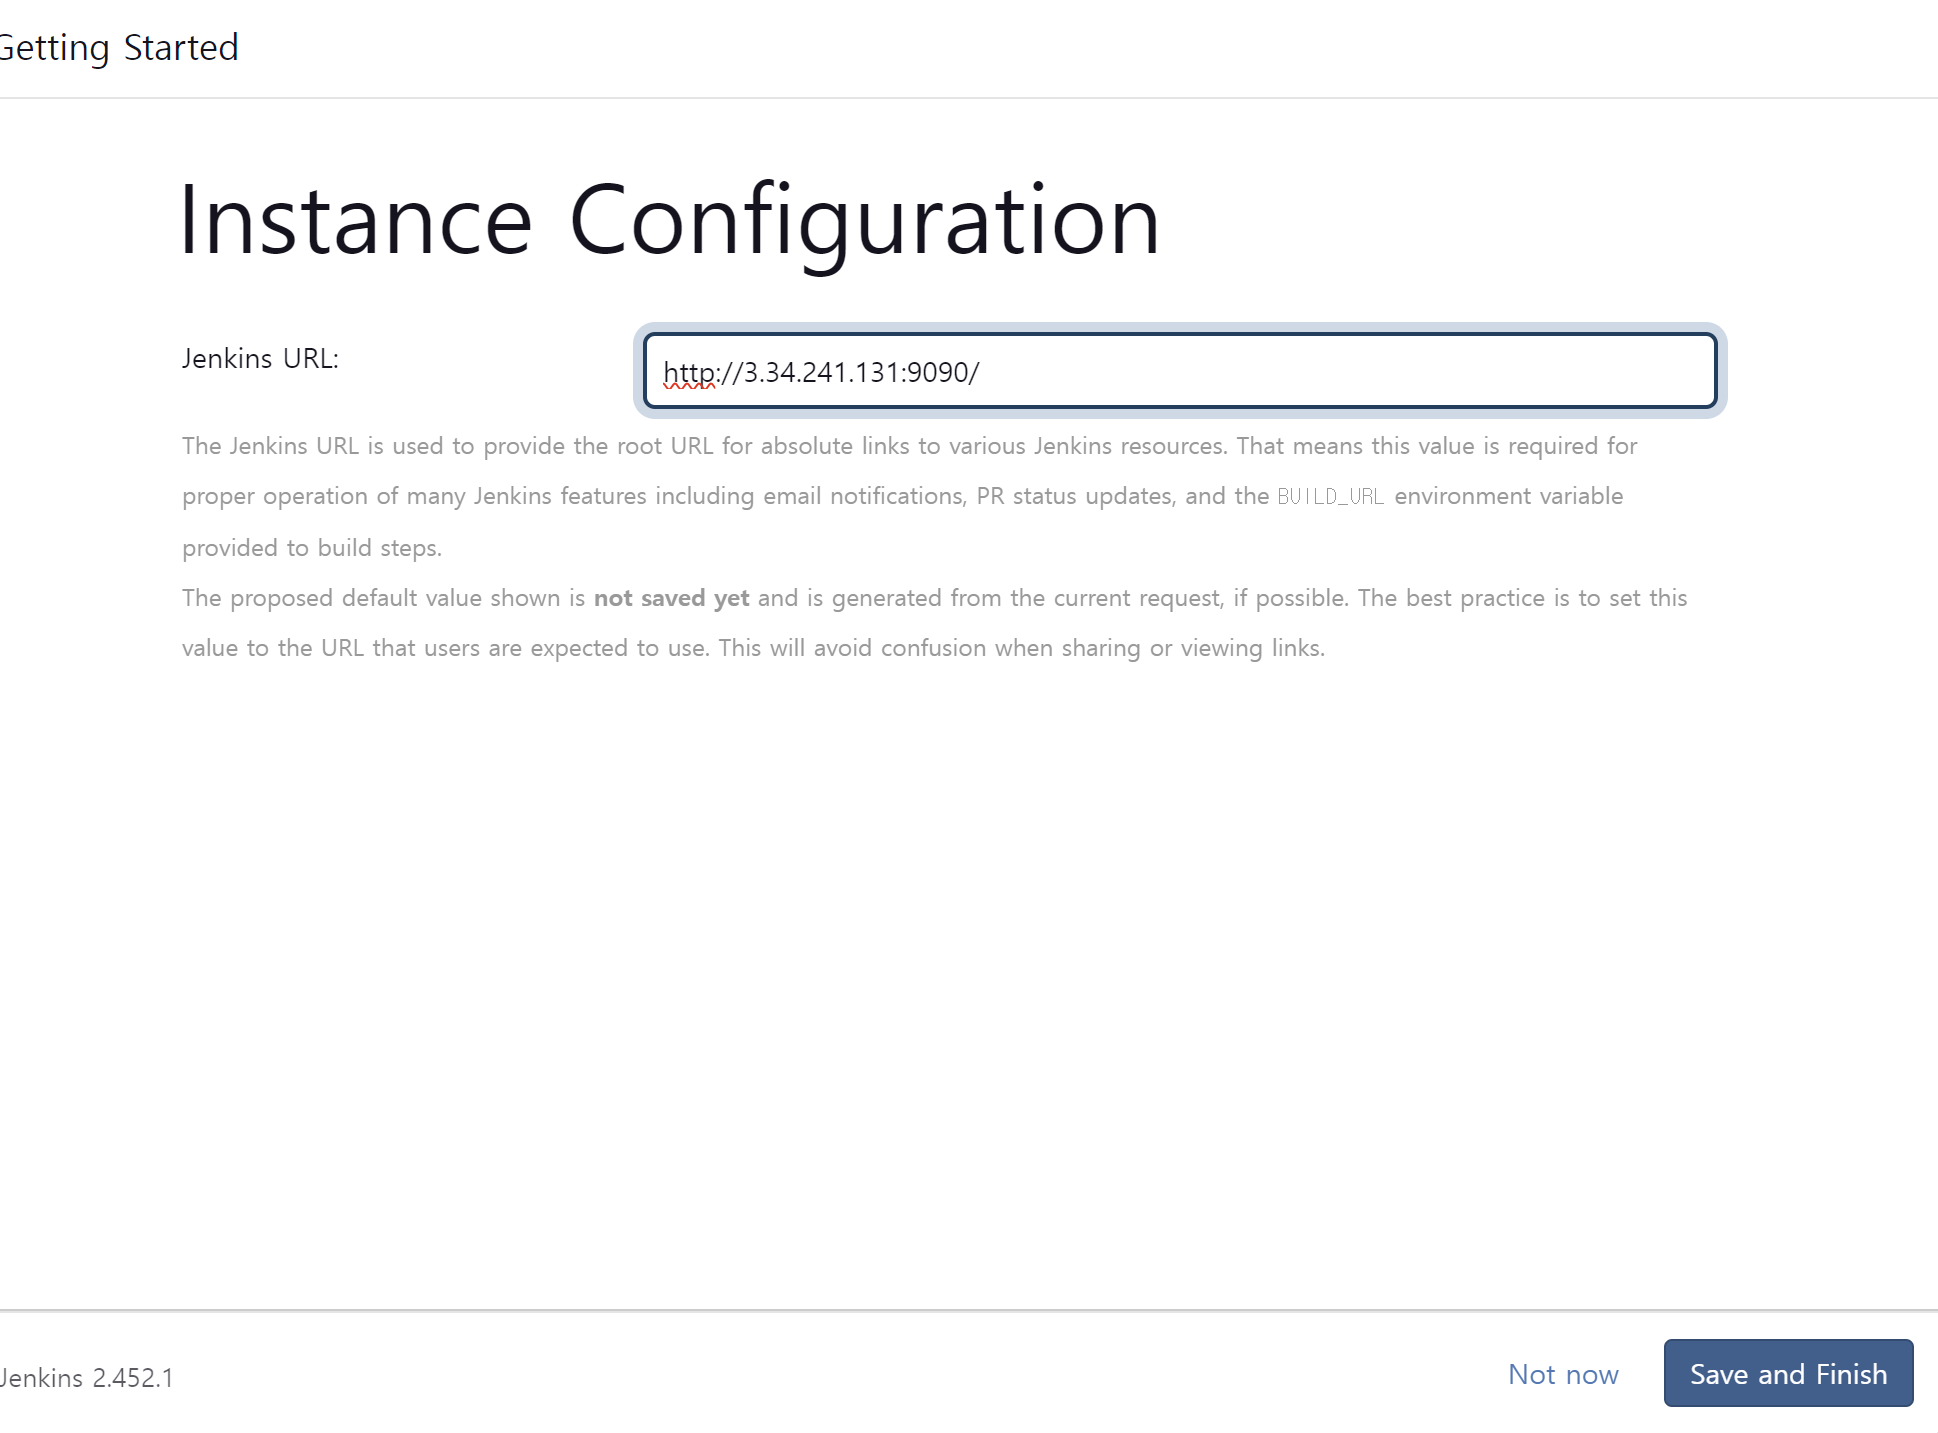 Getting Started
Instance Configuration
Jenkins URL:
http://3.34.241.131:9090/
The Jenkins URL is used to provide the root URL for absolute links to various Jenkins resources. That means this value is required for
proper operation of many Jenkins features including email notifications, PR status updates, and the BUILD_URL environment variable
provided to build steps.
The proposed default value shown is not saved yet and is generated from the current request, if possible. The best practice is to set this
value to the URL that users are expected to use. This will avoid confusion when sharing or viewing links.
Jenkins 2.452.1
Not now
Save and Finish